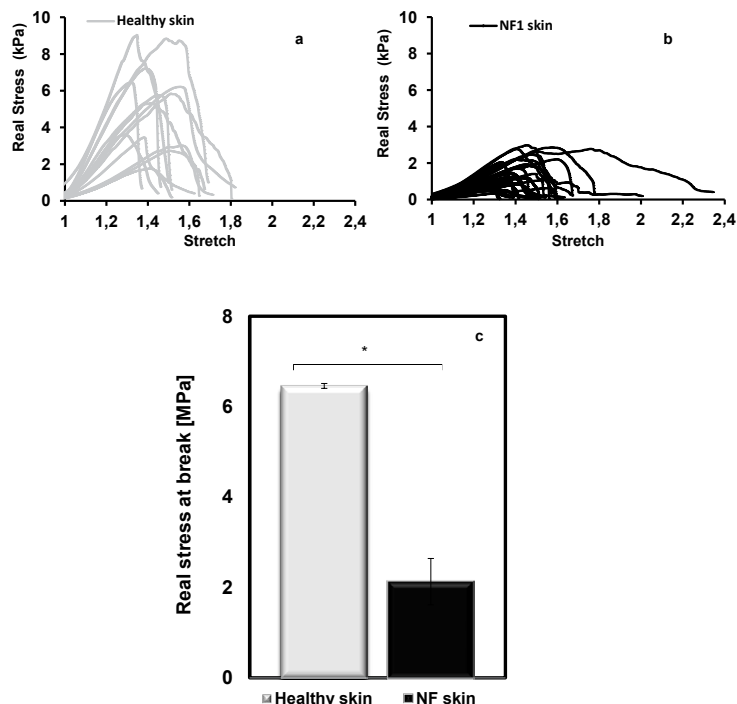 Real Stress (kPa)
10
8
6
4
2
0
Healthy skin
a
1 1,2 1,4 1,6 1,8 2 2,2 2,4
Stretch
Real Stress (kPa)
10
8
6
4
2
0
NF1 skin
b
1 1,2 1,4 1,6 1,8 2 2,2 2,4
Stretch
Real stress at break [MPa]
8
6
4
2
0
c
*
Healthy skin NF skin